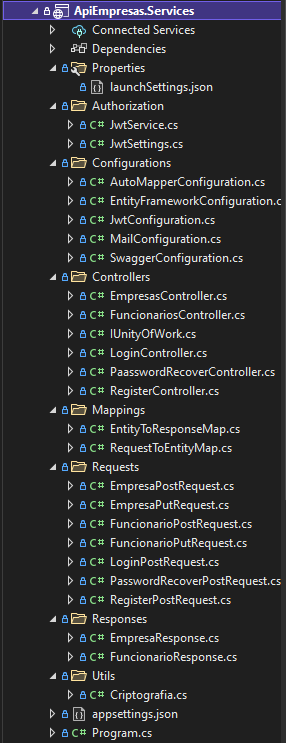 ApiEmpresas.Services
Connected Services
Dependencies
Properties
launchSettings.json
Authorization
C# JwtService.cs
C# JwtSettings.cs
Configurations
C# AutoMapperConfiguration.cs
C# EntityFrameworkConfiguration.c
C# JwtConfiguration.cs
C# MailConfiguration.cs
C# SwaggerConfiguration.cs
Controllers
C# EmpresasController.cs
C# FuncionariosController.cs
C# IUnityOfWork.cs
C# LoginController.cs
C# PaasswordRecoverController.cs
C# RegisterController.cs
Mappings
C# EntityToResponseMap.cs
C# RequestToEntityMap.cs
Requests
C# EmpresaPostRequest.cs
C# EmpresaPutRequest.cs
C# FuncionarioPostRequest.cs
C# FuncionarioPutRequest.cs
C# LoginPostRequest.cs
C# PasswordRecoverPostRequest.cs
C# RegisterPostRequest.cs
Responses
C# EmpresaResponse.cs
C# FuncionarioResponse.cs
Utils
C# Criptografia.cs
appsettings.json
C# Program.cs